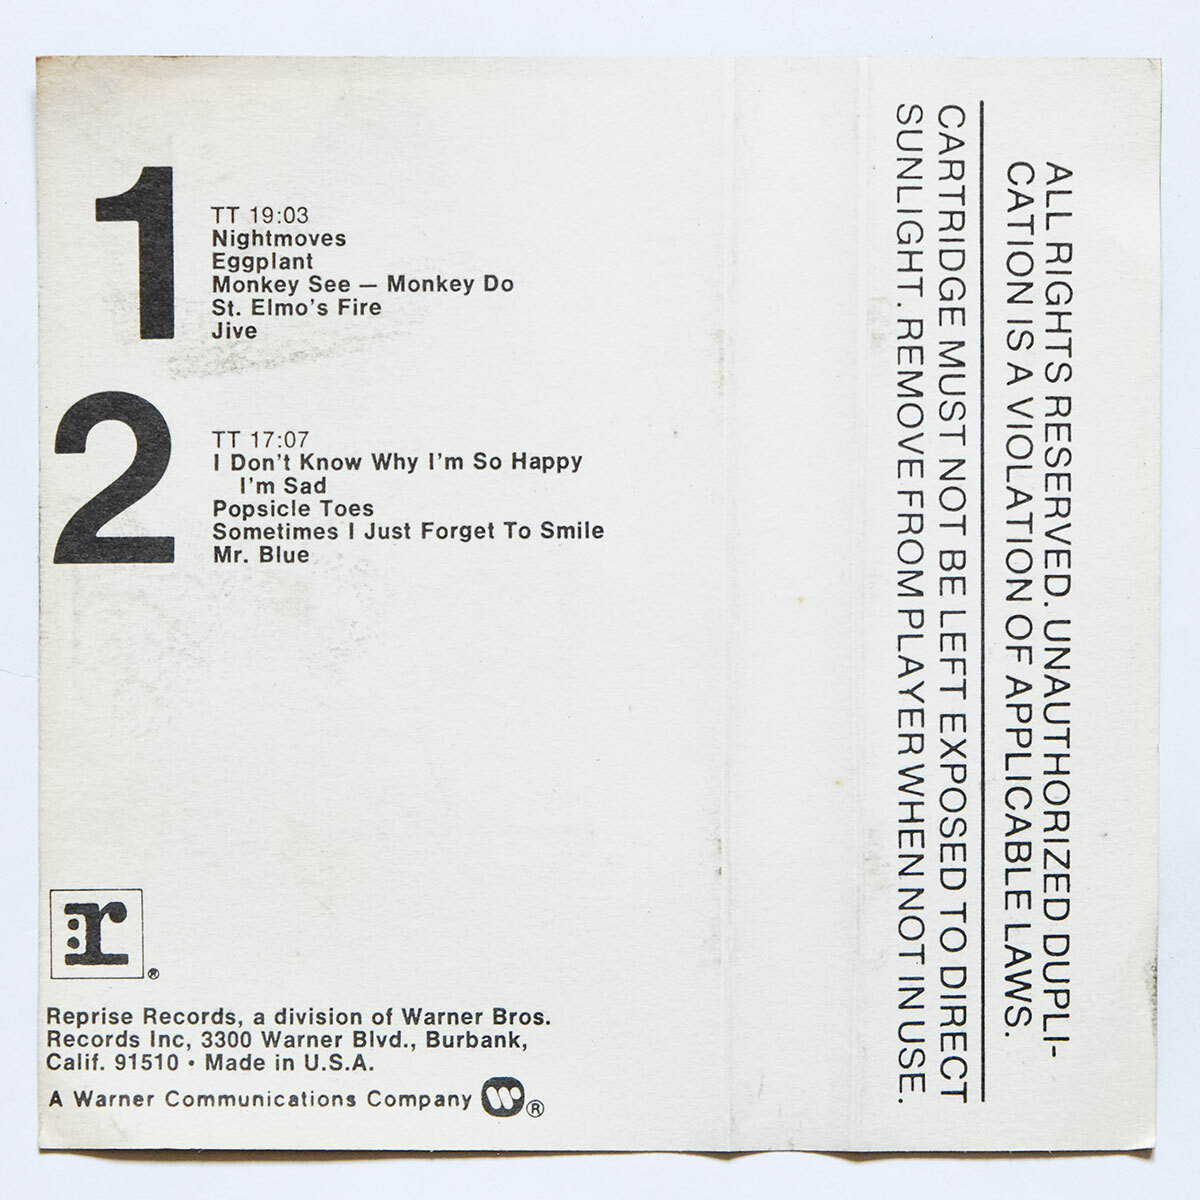 1
TT 19:03
Nightmoves
Eggplant
Monkey See — Monkey Do
St. Elmo's Fire
Jive
2
TT 17:07
I Don't Know Why I'm So Happy
I'm Sad
Popsicle Toes
Sometimes I Just Forget To Smile
Mr. Blue
:r
®
Reprise Records, a division of Warner Bros.
Records Inc, 3300 Warner Blvd., Burbank,
Calif. 91510 • Made in U.S.A.
A Warner Communications Company W ®
ALL RIGHTS RESERVED. UNAUTHORIZED DUPLI-
CATION IS A VIOLATION OF APPLICABLE LAWS.
CARTRIDGE MUST NOT BE LEFT EXPOSED TO DIRECT
SUNLIGHT. REMOVE FROM PLAYER WHEN NOT IN USE.